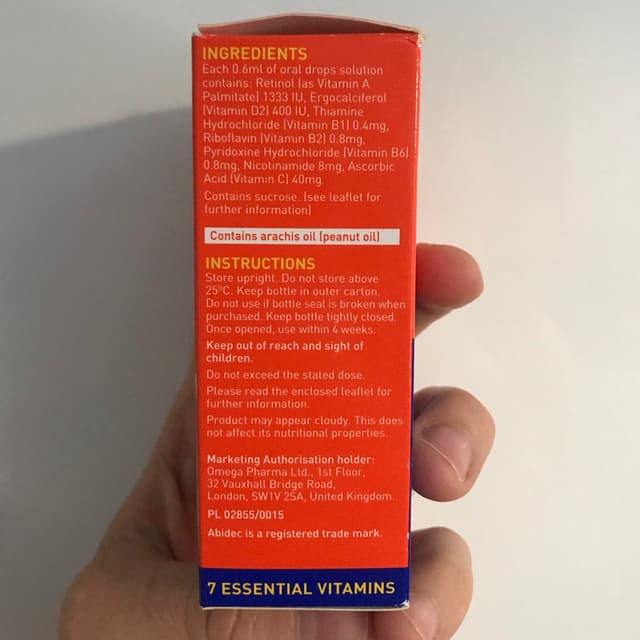 INGREDIENTS
Each 0.6ml of oral drops solution
contains: Retinol (as Vitamin A
Palmitate) 1333 IU, Ergocalciferol
(Vitamin D2) 400 IU, Thiamine
Hydrochloride (Vitamin B1) 0.4mg,
Riboflavin (Vitamin B2) 0.8mg,
Pyridoxine Hydrochloride (Vitamin B6)
0.8mg, Nicotinamide 8mg, Ascorbic
Acid (Vitamin C) 40mg.
Contains sucrose. (see leaflet for
further information)
Contains arachis oil (peanut oil)
INSTRUCTIONS
Store upright. Do not store above
25ºC. Keep bottle in outer carton.
Do not use if bottle seal is broken when
purchased. Keep bottle tightly closed.
Once opened, use within 4 weeks.
Keep out of reach and sight of
children.
Do not exceed the stated dose.
Please read the enclosed leaflet for
further information.
Product may appear cloudy. This does
not affect its nutritional properties.
Marketing Authorisation holder:
Omega Pharma Ltd., 1st Floor,
32 Vauxhall Bridge Road,
London, SW1V 2SA, United Kingdom.
PL 02855/0015
Abidec is a registered trade mark.
7 ESSENTIAL VITAMINS